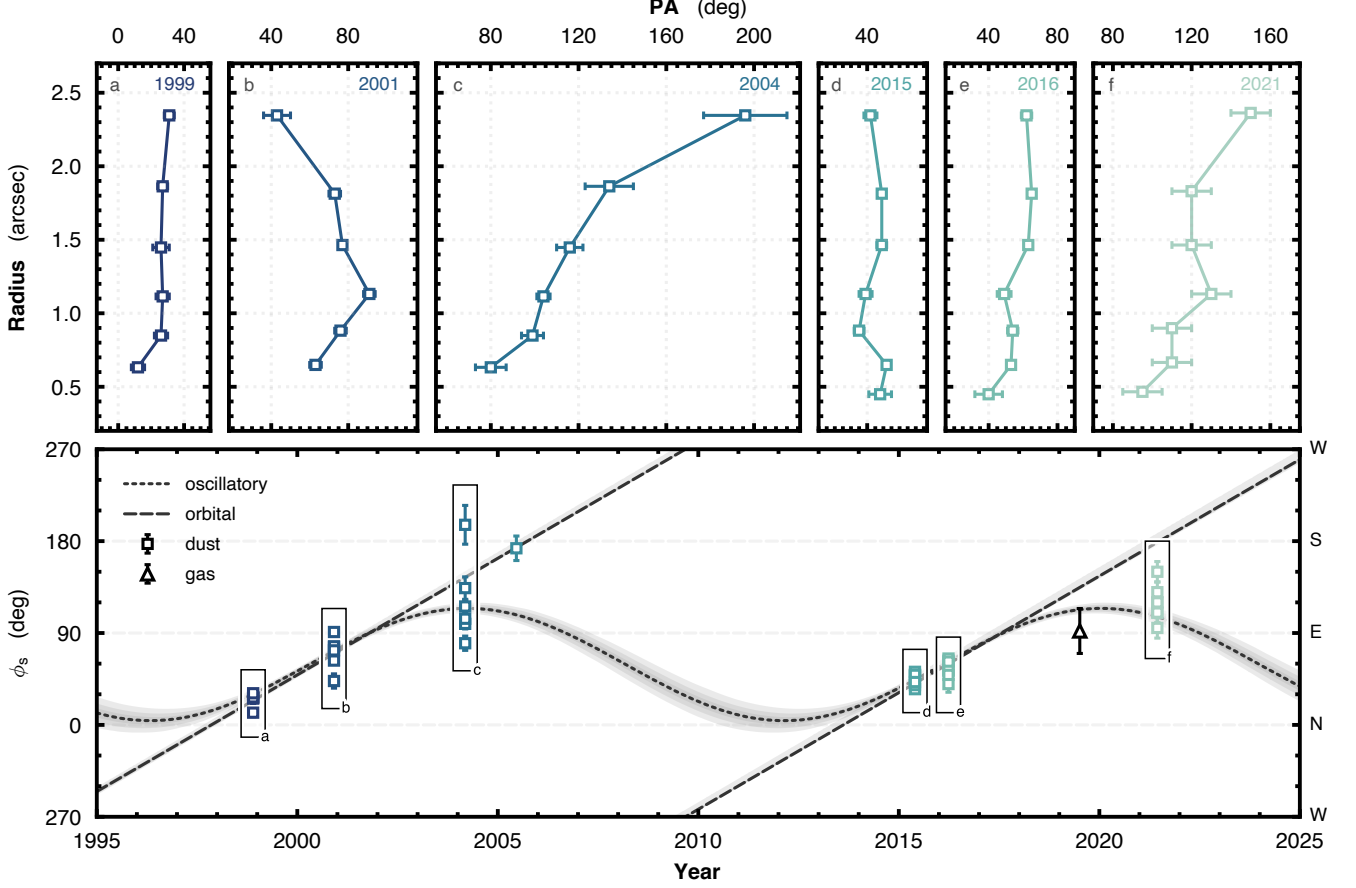 PA (deg)
0 40 40 80 80 120 160 200 40 40 80 80 120 160
a 1999 b 2001 c 2004 d 2015 e 2016 f 2021
2.5
2.0
1.5
1.0
0.5
Radius (arcsec)
270 W
oscillatory
orbital
180 S
dust
gas
90 E
ϕs (deg)
c
f
b
d e
0 N
a
270 W
1995 2000 2005 2010 2015 2020 2025
Year